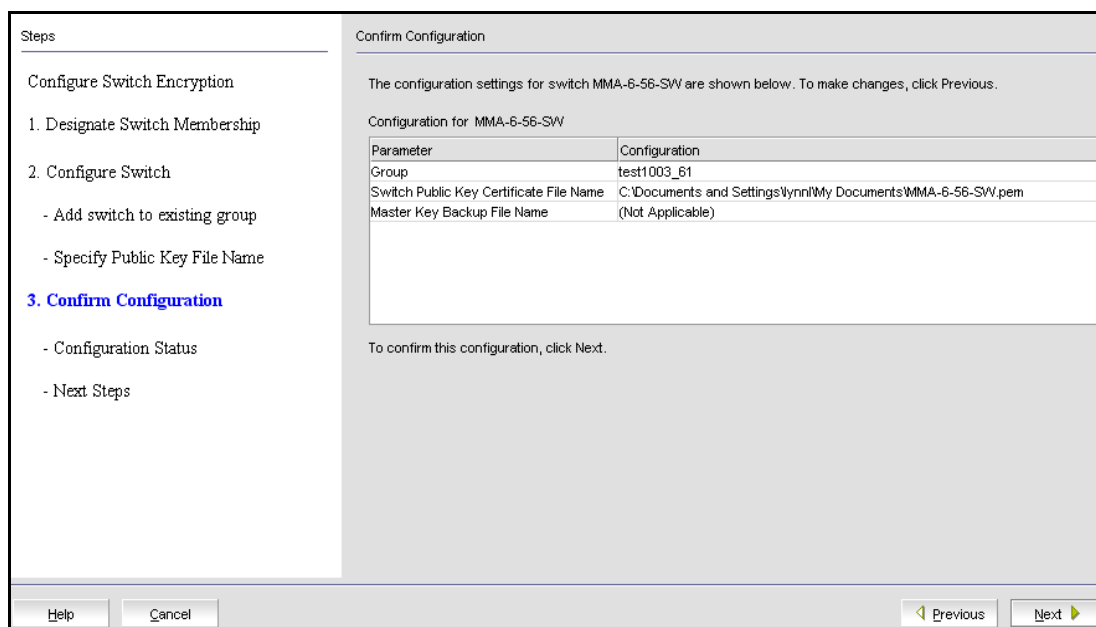 Steps
Configure Switch Encryption
1. Designate Switch Membership
2. Configure Switch
- Add switch to existing group
- Specify Public Key File Name
3. Confirm Configuration
- Configuration Status
- Next Steps
Confirm Configuration
The configuration settings for switch MMA-6-56-SW are shown below. To make changes, click Previous.
Configuration for MMA-6-56-SW
Parameter Configuration
Group test1003_61
Switch Public Key Certificate File Name C:\Documents and Settings\lynnl\My Documents\MMA-6-56-SW.pem
Master Key Backup File Name (Not Applicable)
To confirm this configuration, click Next.
Help Cancel Previous Next